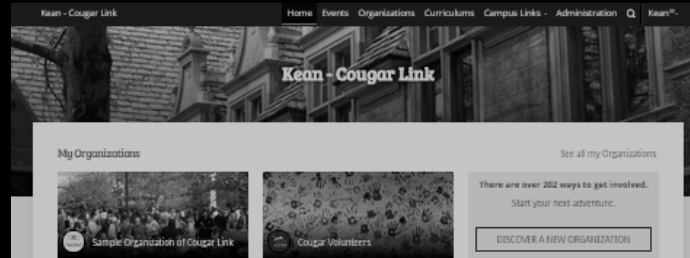 Kean - Cougar Link
Home Events Organizations Curriculums Campus Links - Administration Kean
Kean - Cougar Link
My Organizations
See all my Organizations
There are over 202 ways to get involved.
Start your next adventure.
Sample Organization of Cougar Link
Cougar Volunteers
DISCOVER A NEW ORGANIZATION